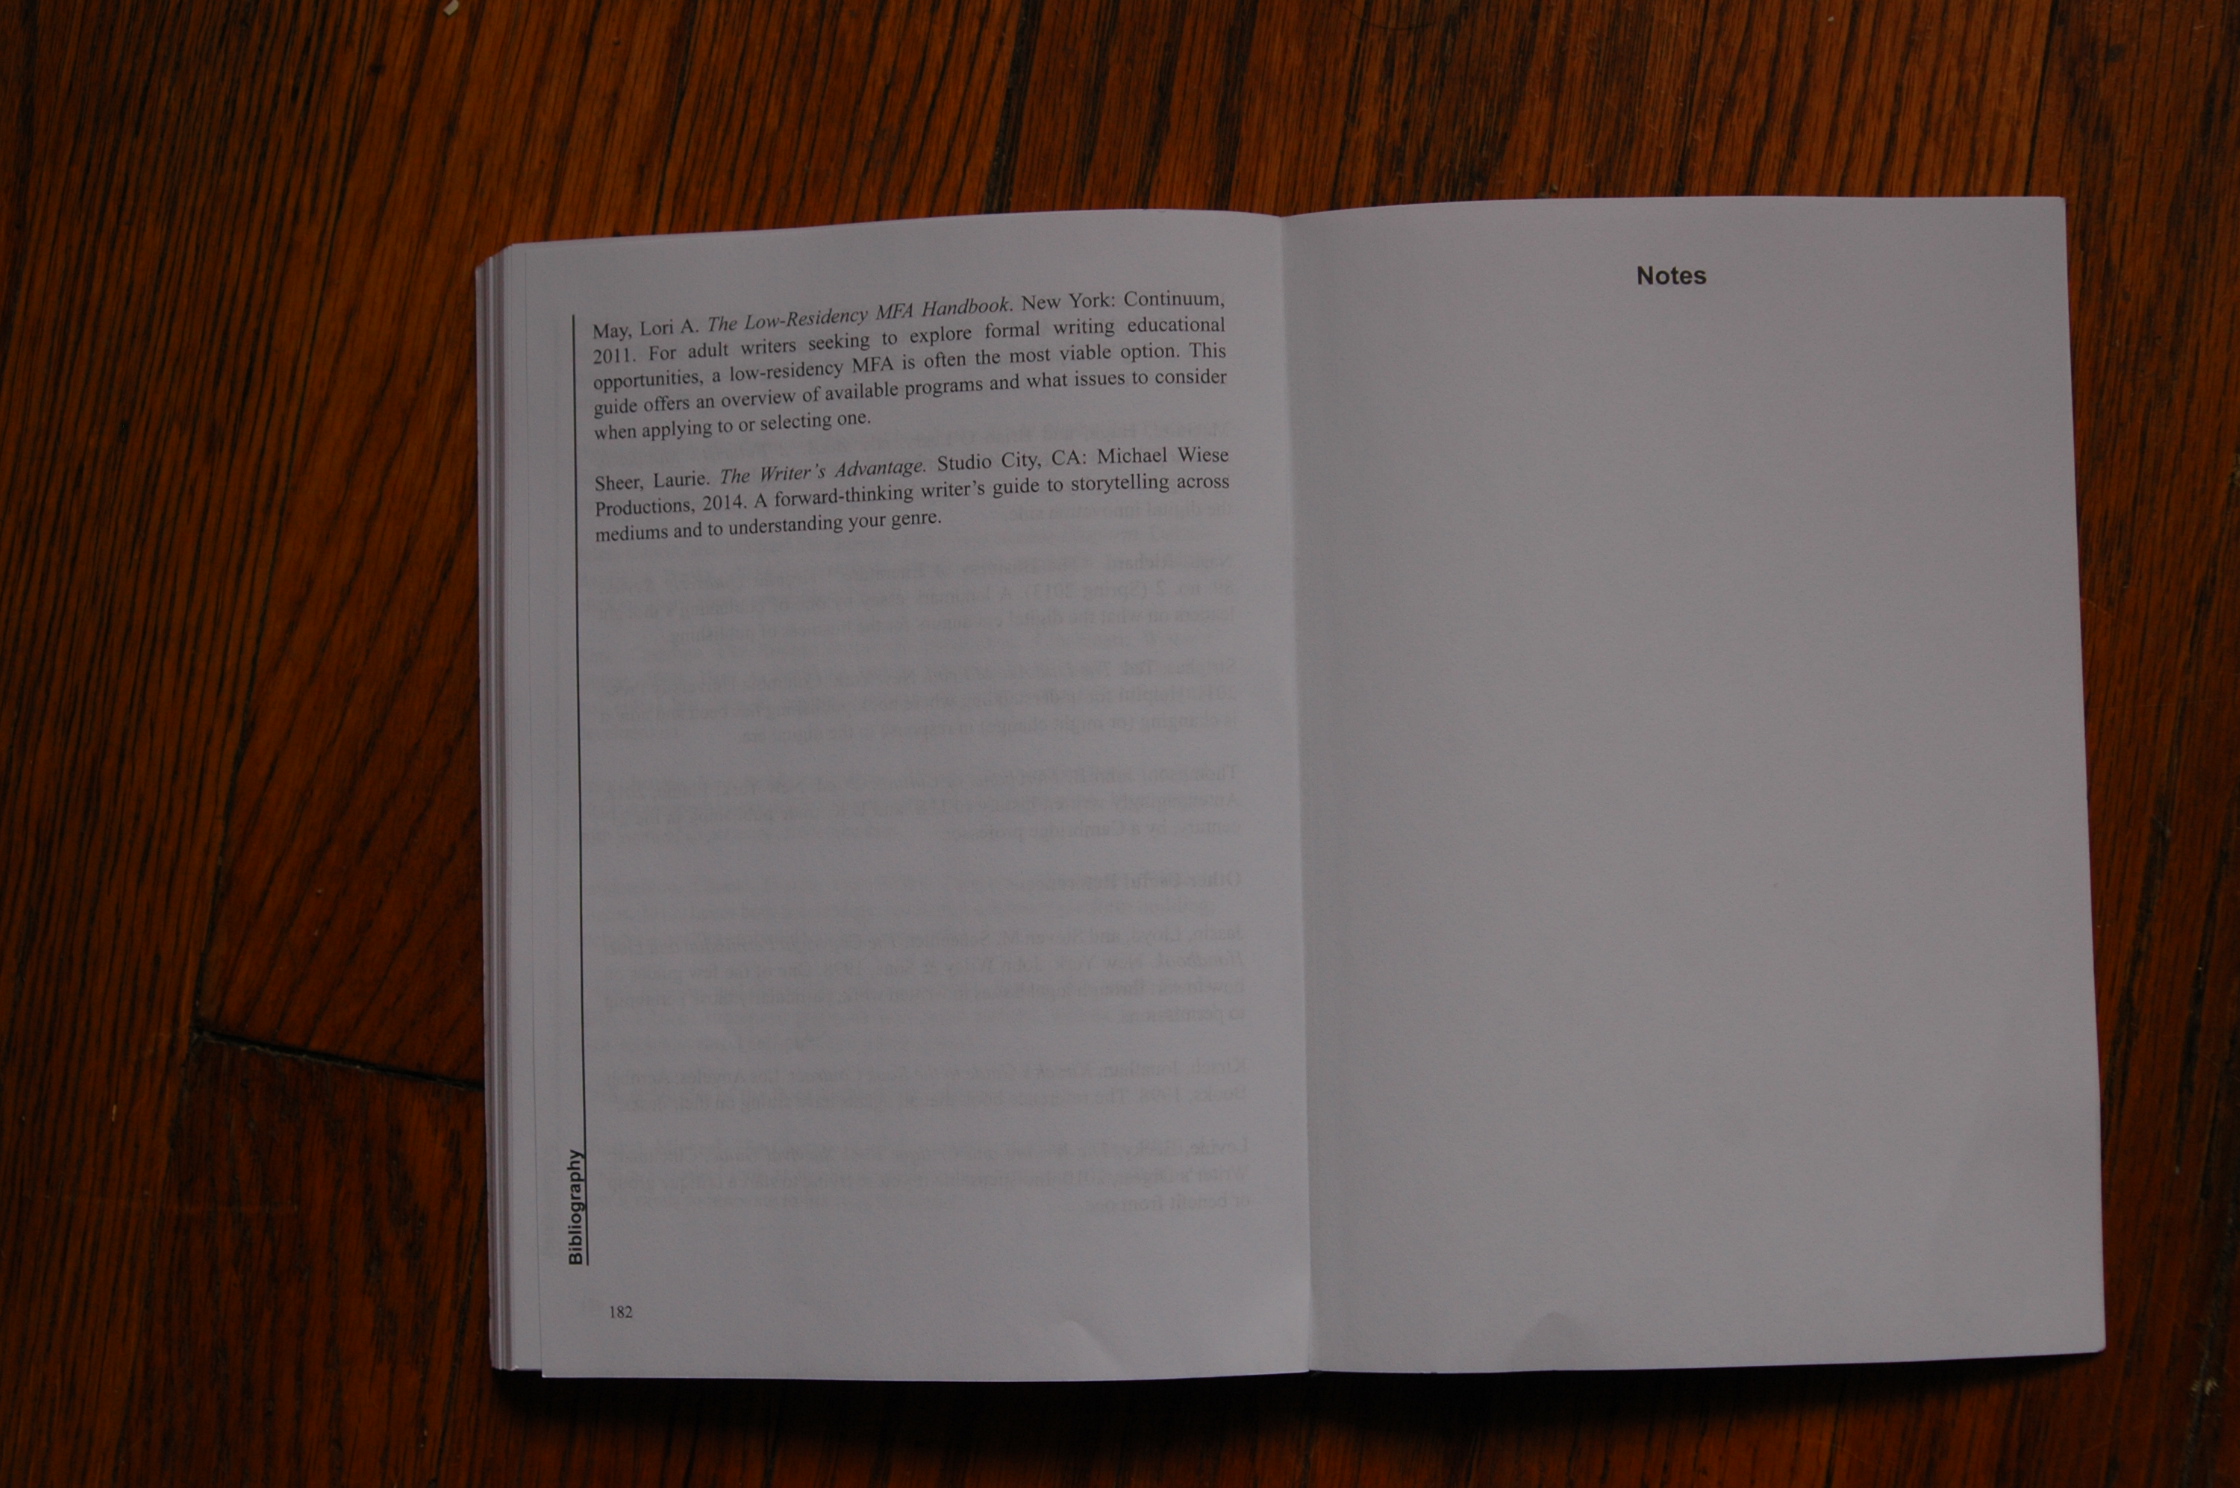 May, Lori A. The Low-Residency MFA Handbook. New York: Continuum,
2011. For adult writers seeking to explore formal writing educational
opportunities, a low-residency MFA is often the most viable option. This
guide offers an overview of available programs and what issues to consider
when applying to or selecting one.
Sheer, Laurie. The Writer's Advantage. Studio City, CA: Michael Wiese
Productions, 2014. A forward-thinking writer's guide to storytelling across
mediums and to understanding your genre.
Bibliography
182
Notes